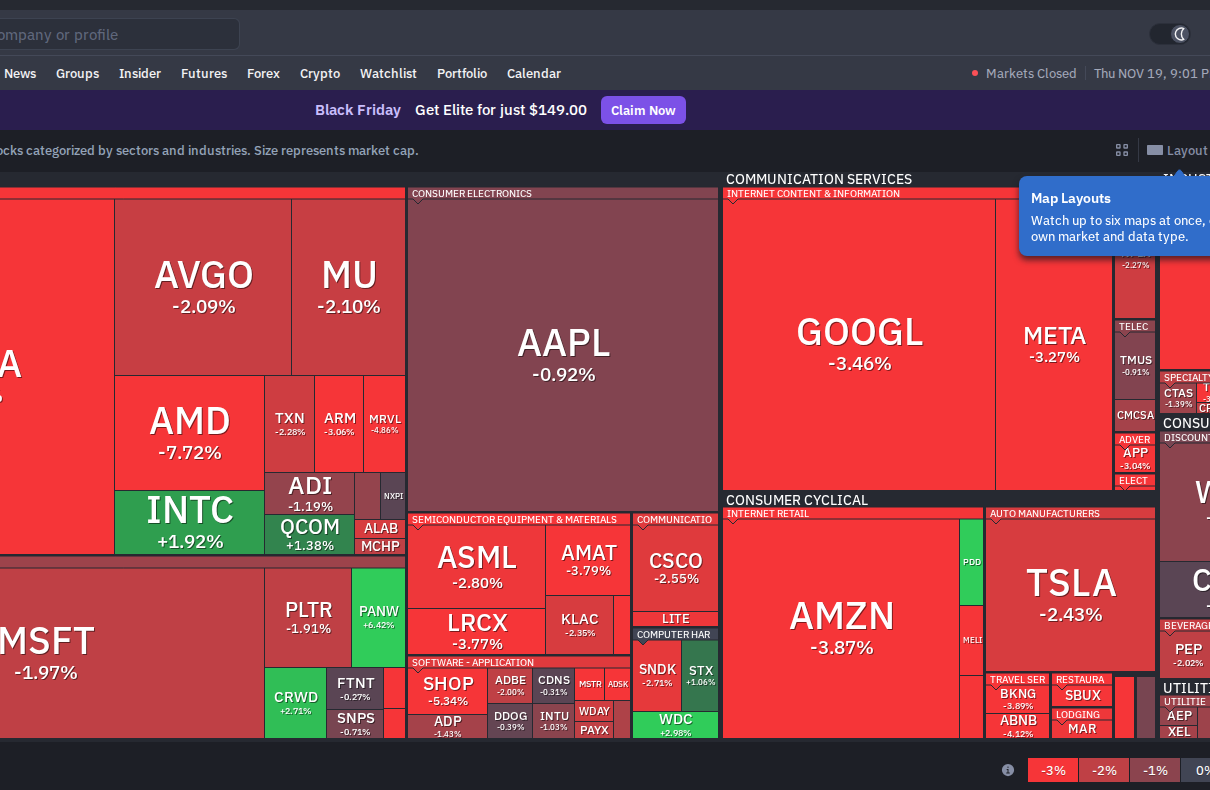 ompany or profile
News Groups Insider Futures Forex Crypto Watchlist Portfolio Calendar
Markets Closed Thu NOV 19, 9:01 P
Black Friday Get Elite for just $149.00 Claim Now
ocks categorized by sectors and industries. Size represents market cap.
Layout
Map Layouts
Watch up to six maps at once,
own market and data type.
A
AVGO
-2.09%
MU
-2.10%
AMD
-7.72%
TXN
-2.28%
ARM
-3.06%
MRVL
-4.86%
INTC
+1.92%
ADI
-1.19%
NXPI
QCOM
+1.38%
ALAB
MCHP
MSFT
-1.97%
PLTR
-1.91%
PANW
+6.42%
CRWD
+2.71%
FTNT
-0.27%
SNPS
-0.71%
CONSUMER ELECTRONICS
AAPL
-0.92%
SEMICONDUCTOR EQUIPMENT & MATERIALS
ASML
-2.80%
AMAT
-3.79%
LRCX
-3.77%
KLAC
-2.35%
SOFTWARE - APPLICATION
SHOP
-5.34%
ADBE
-2.00%
CDNS
-0.31%
MSTR
ADSK
ADP
-1.43%
DDOG
-0.39%
INTU
-1.03%
WDAY
PAYX
COMMUNICATIO
CSCO
-2.55%
LITE
COMPUTER HAR
SNDK
-2.71%
STX
+1.06%
WDC
+2.98%
COMMUNICATION SERVICES
INTERNET CONTENT & INFORMATION
GOOGL
-3.46%
META
-3.27%
-2.27%
TELEC
TMUS
-0.91%
CMCSA
ADVER
APP
-3.04%
ELECT
CONSUMER CYCLICAL
INTERNET RETAIL
AMZN
-3.87%
PDD
MELI
AUTO MANUFACTURERS
TSLA
-2.43%
TRAVEL SER
BKNG
-3.89%
ABNB
-4.12%
RESTAURA
SBUX
LODGING
MAR
SPECIALTY
CTAS
-1.39%
CONSU
DISCOUNT
W
C
BEVERAGE
PEP
-2.02%
UTILITI
UTILITIE
AEP
XEL
-3% -2% -1% 0%